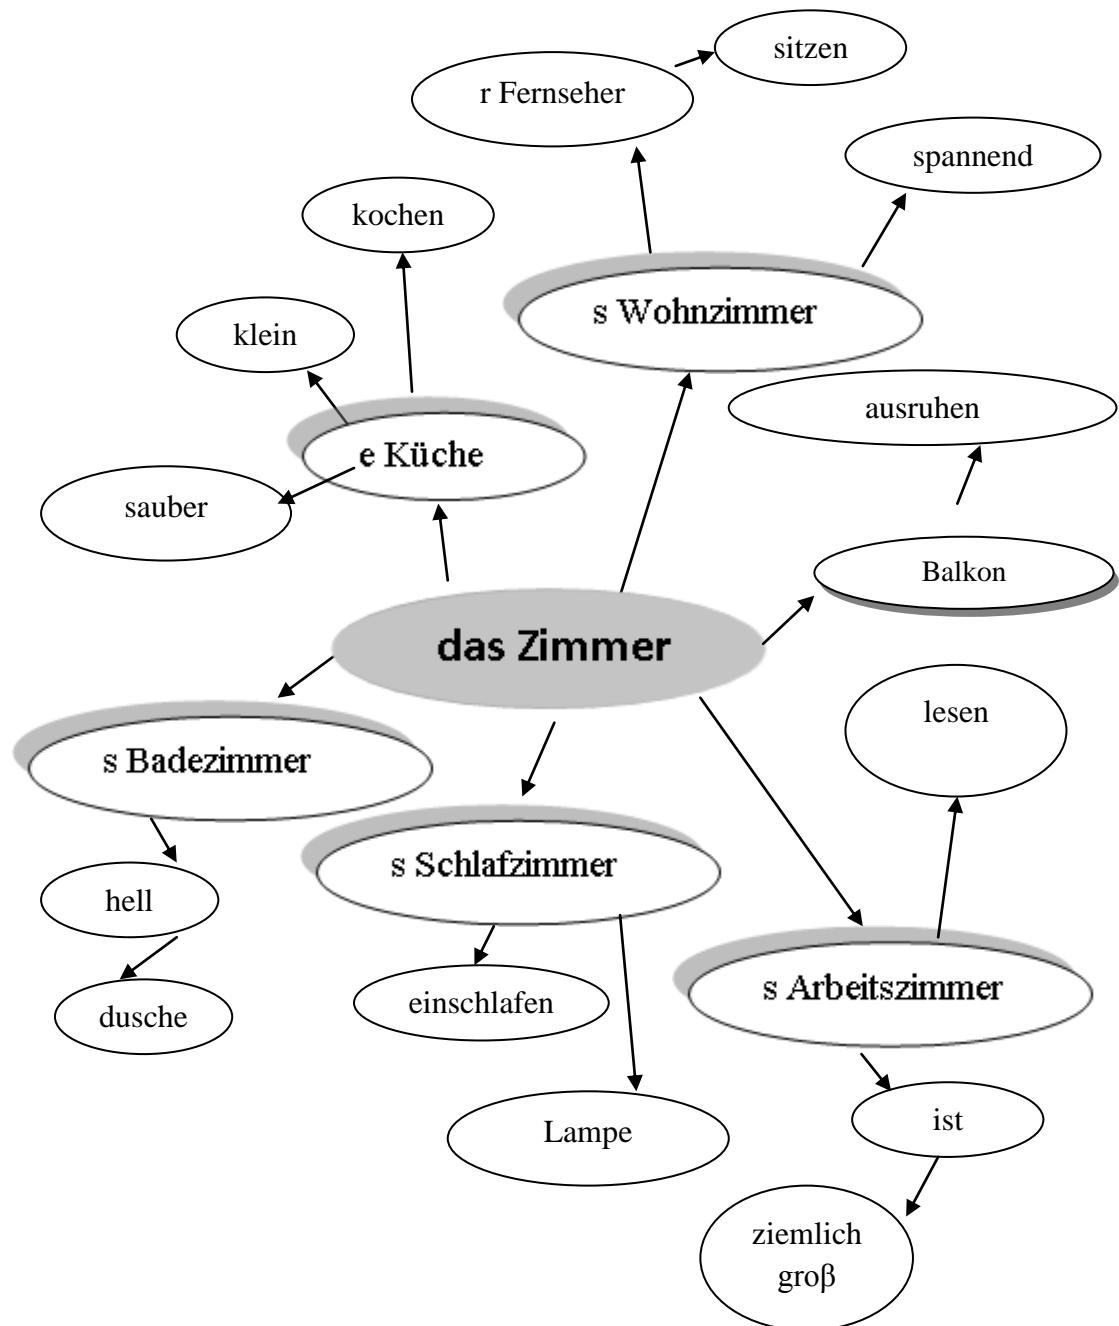 sitzen
r Fernseher
spannend
kochen
s Wohnzimmer
klein
ausruhen
e Küche
sauber
Balkon
das Zimmer
lesen
s Badezimmer
s Schlafzimmer
hell
s Arbeitszimmer
einschlafen
dusche
ist
Lampe
ziemlich
groβ